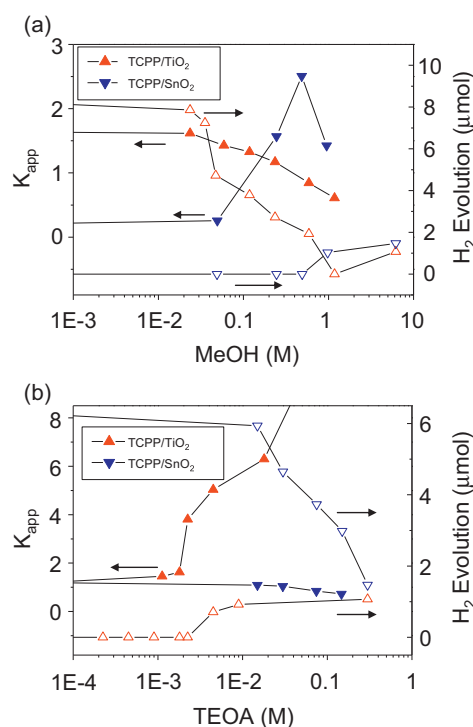 (a)
TCPP/TiO₂
TCPP/SnO₂
3
2
1
0
K_app
10
8
6
4
2
0
H₂ Evolution (μmol)
1E-3 1E-2 0.1 1 10
MeOH (M)
(b)
TCPP/TiO₂
TCPP/SnO₂
8
6
4
2
0
K_app
6
4
2
0
H₂ Evolution (μmol)
1E-4 1E-3 1E-2 0.1 1
TEOA (M)